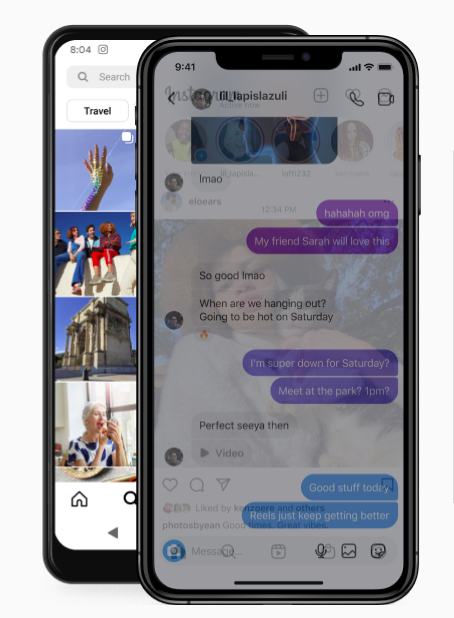 8:04
Search
Travel
9:41
Instagram
lil_lapislazuli
Active now
lil_lapisla...
lofti232
lmao
eloears
12:34 PM
hahahah omg
My friend Sarah will love this
So good lmao
When are we hanging out?
Going to be hot on Saturday
I'm super down for Saturday?
Meet at the park? 1pm?
Perfect seeya then
Video
Good stuff today
Liked by kenzoere and others
Reels just keep getting better
photosbyean Good times. Great vibes.
Message...